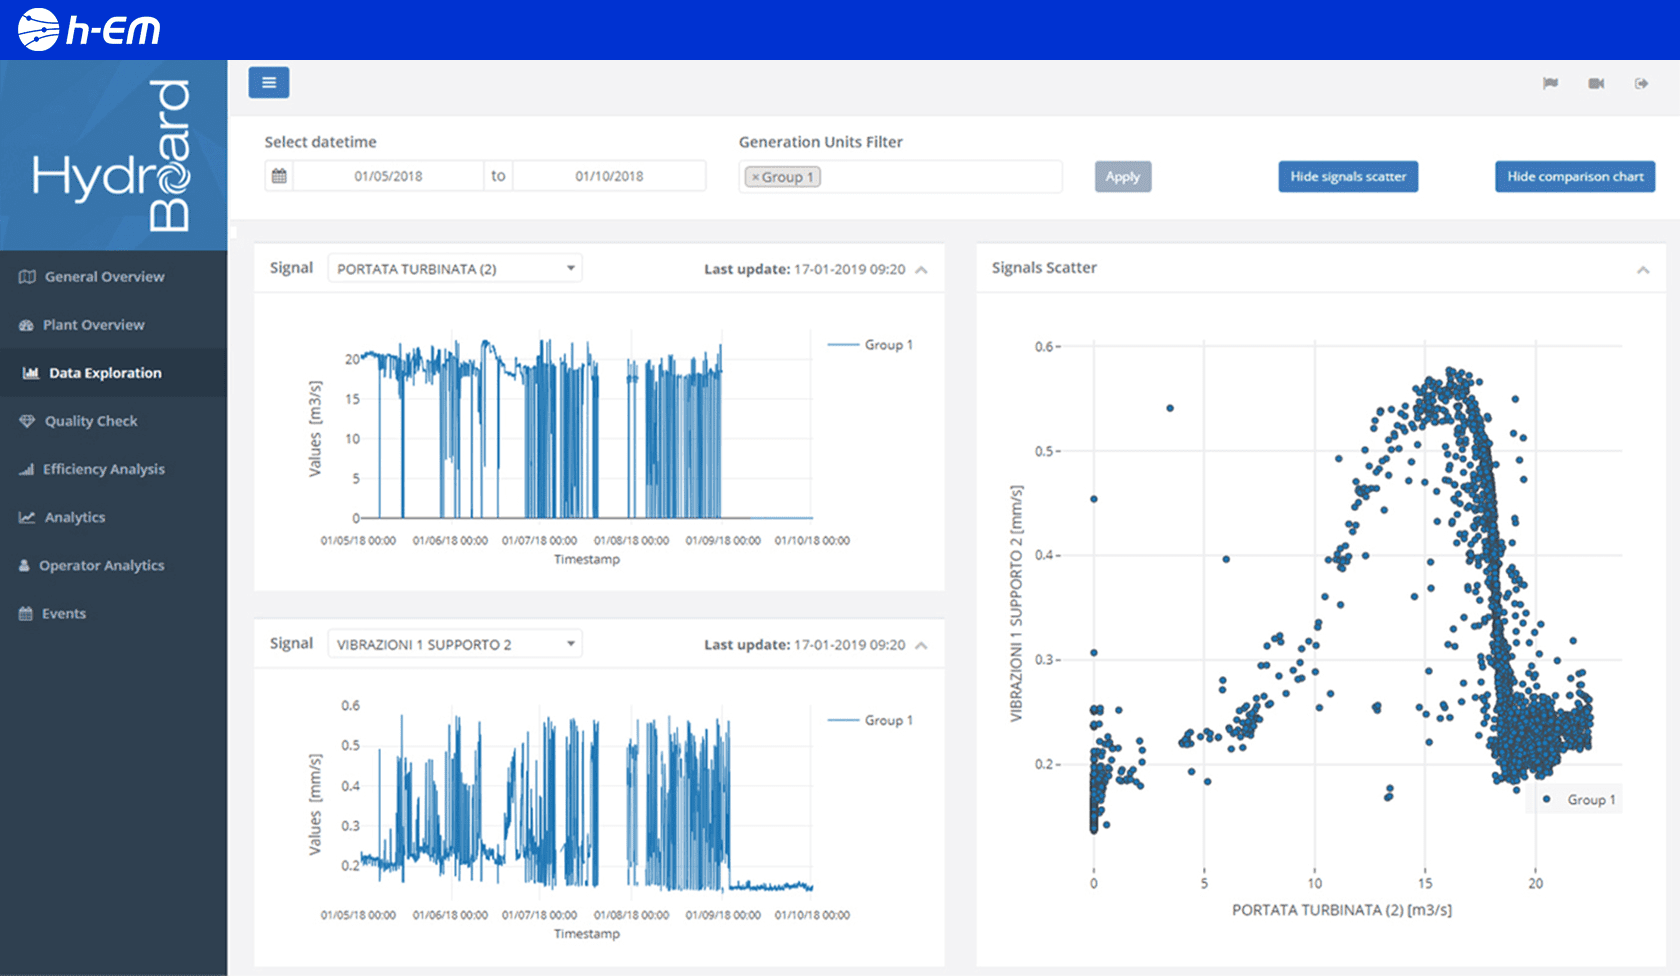 h-Em
HydroBoard
General Overview
Plant Overview
Data Exploration
Quality Check
Efficiency Analysis
Analytics
Operator Analytics
Events
Select datetime
01/05/2018 to 01/10/2018
Generation Units Filter
× Group 1
Apply
Hide signals scatter
Hide comparison chart
Signal PORTATA TURBINATA (2) Last update: 17-01-2019 09:20
Group 1
Values [m3/s]
20
15
10
5
0
01/05/18 00:00 01/06/18 00:00 01/07/18 00:00 01/08/18 00:00 01/09/18 00:00 01/10/18 00:00
Timestamp
Signal VIBRAZIONI 1 SUPPORTO 2 Last update: 17-01-2019 09:20
Group 1
Values [mm/s]
0.6
0.5
0.4
0.3
0.2
01/05/18 00:00 01/06/18 00:00 01/07/18 00:00 01/08/18 00:00 01/09/18 00:00 01/10/18 00:00
Timestamp
Signals Scatter
VIBRAZIONI 1 SUPPORTO 2 [mm/s]
0.6
0.5
0.4
0.3
0.2
Group 1
0 5 10 15 20
PORTATA TURBINATA (2) [m3/s]